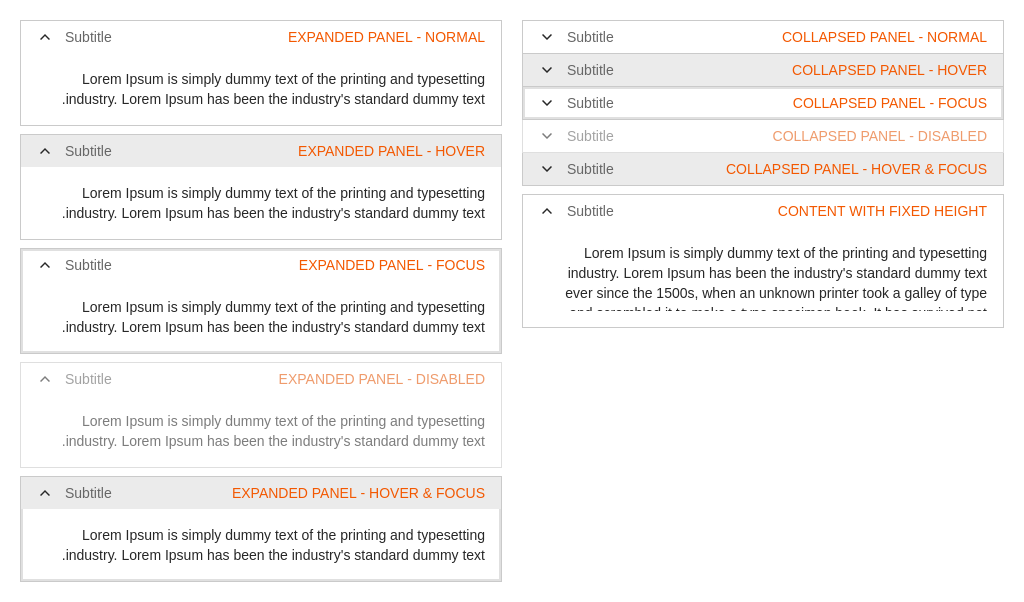 Subtitle EXPANDED PANEL - NORMAL
Lorem Ipsum is simply dummy text of the printing and typesetting
.industry. Lorem Ipsum has been the industry's standard dummy text
Subtitle EXPANDED PANEL - HOVER
Lorem Ipsum is simply dummy text of the printing and typesetting
.industry. Lorem Ipsum has been the industry's standard dummy text
Subtitle EXPANDED PANEL - FOCUS
Lorem Ipsum is simply dummy text of the printing and typesetting
.industry. Lorem Ipsum has been the industry's standard dummy text
Subtitle EXPANDED PANEL - DISABLED
Lorem Ipsum is simply dummy text of the printing and typesetting
.industry. Lorem Ipsum has been the industry's standard dummy text
Subtitle EXPANDED PANEL - HOVER & FOCUS
Lorem Ipsum is simply dummy text of the printing and typesetting
.industry. Lorem Ipsum has been the industry's standard dummy text
Subtitle COLLAPSED PANEL - NORMAL
Subtitle COLLAPSED PANEL - HOVER
Subtitle COLLAPSED PANEL - FOCUS
Subtitle COLLAPSED PANEL - DISABLED
Subtitle COLLAPSED PANEL - HOVER & FOCUS
Subtitle CONTENT WITH FIXED HEIGHT
Lorem Ipsum is simply dummy text of the printing and typesetting
industry. Lorem Ipsum has been the industry's standard dummy text
ever since the 1500s, when an unknown printer took a galley of type